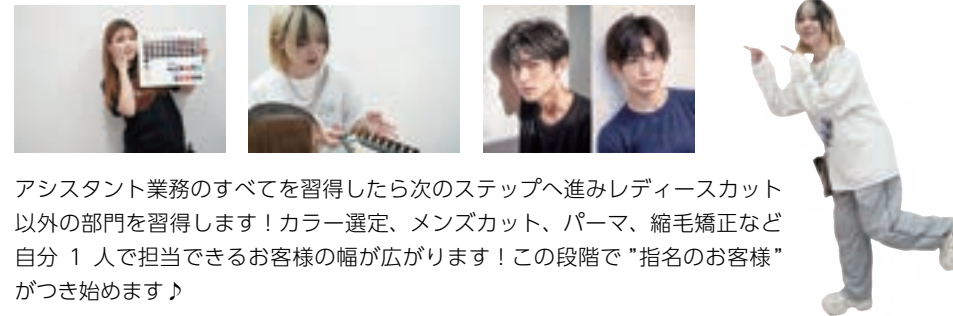 アシスタント業務のすべてを習得したら次のステップへ進みレディースカット
以外の部門を習得します！カラー選定、メンズカット、パーマ、縮毛矯正など
自分 1 人で担当できるお客様の幅が広がります！この段階で ”指名のお客様”
がつき始めます♪